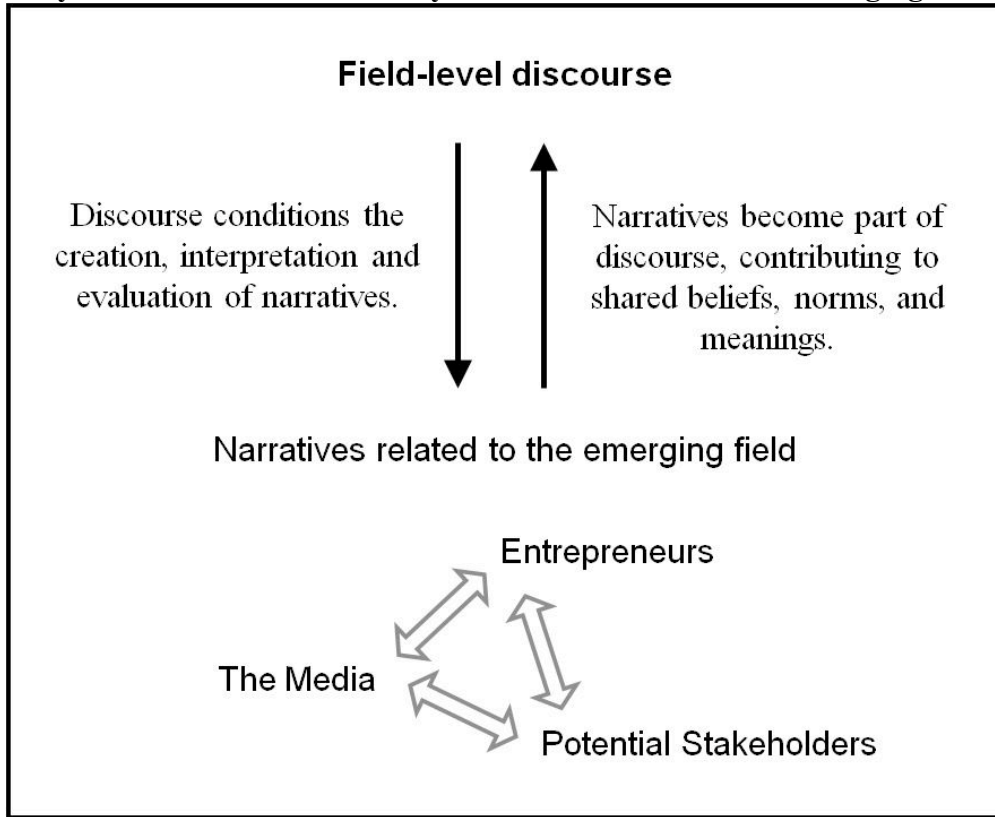 Field-level discourse
Discourse conditions the
creation, interpretation and
evaluation of narratives.
Narratives become part of
discourse, contributing to
shared beliefs, norms, and
meanings.
Narratives related to the emerging field
Entrepreneurs
The Media
Potential Stakeholders